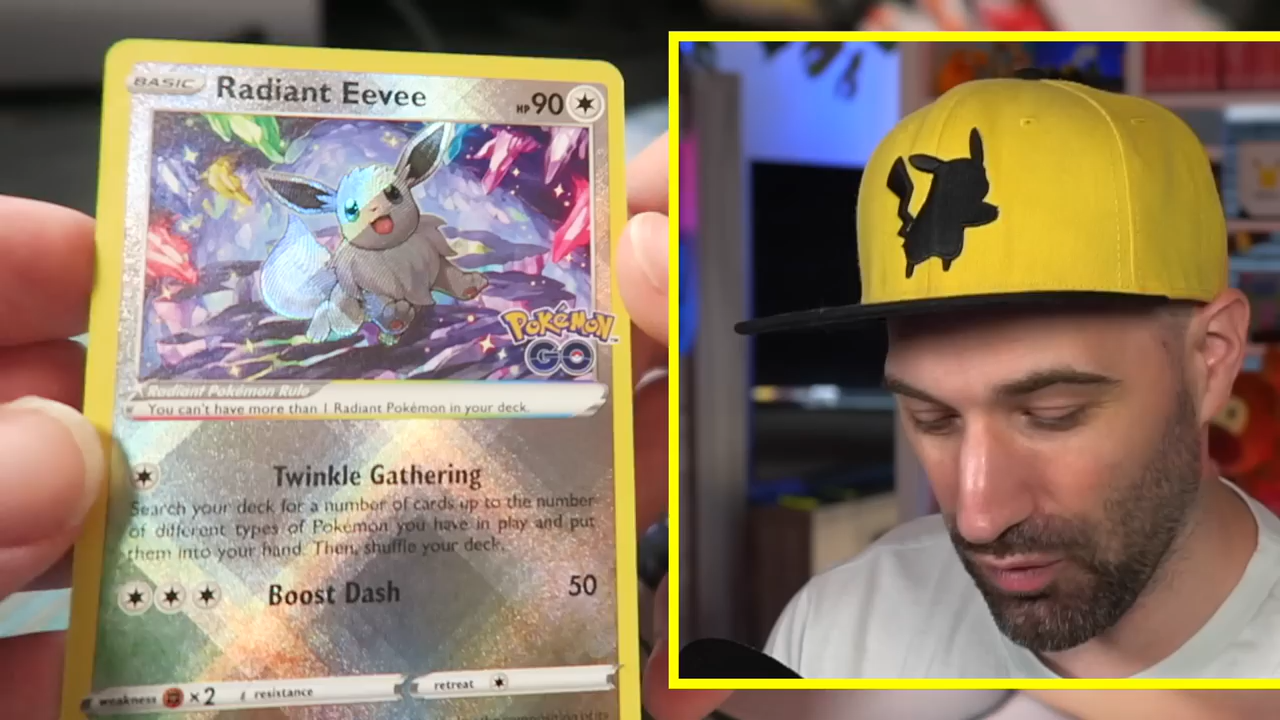 BASIC Radiant Eevee HP 90
POKÉMON
GO
Radiant Pokémon Rule
You can't have more than 1 Radiant Pokémon in your deck.
Twinkle Gathering
Search your deck for a number of cards up to the number
of different types of Pokémon you have in play and put
them into your hand. Then, shuffle your deck.
Boost Dash 50
weakness ×2 resistance retreat